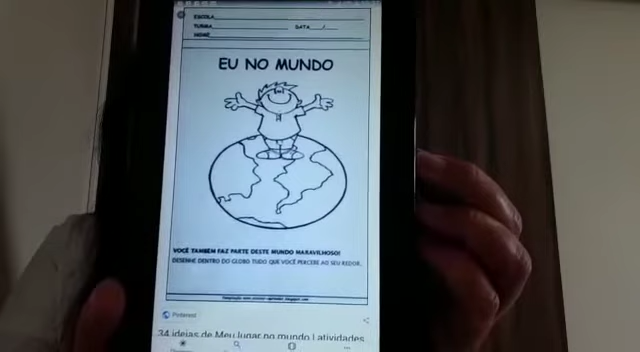 ESCOLA
TURMA DATA / /
NOME
EU NO MUNDO
VOCÊ TAMBÉM FAZ PARTE DESTE MUNDO MARAVILHOSO!
DESENHE DENTRO DO GLOBO TUDO QUE VOCÊ PERCEBE AO SEU REDOR.
Pinterest
34 ideias de Meu lugar no mundo | atividades